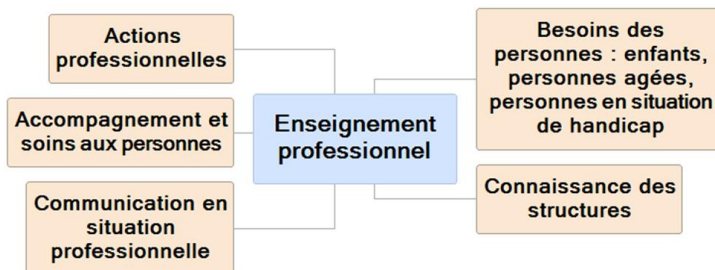 Actions
professionnelles
Accompagnement et
soins aux personnes
Communication en
situation
professionnelle
Enseignement
professionnel
Besoins des
personnes : enfants,
personnes agées,
personnes en situation
de handicap
Connaissance des
structures